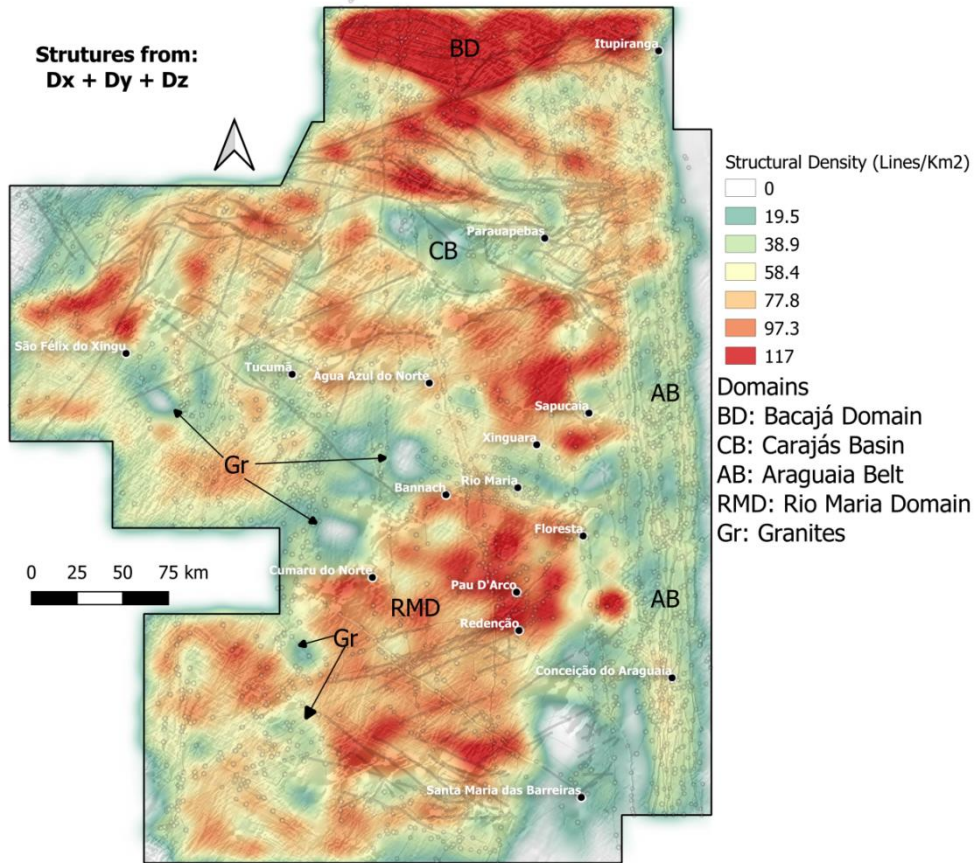 Strutures from:
Dx + Dy + Dz
BD
Itupiranga
Structural Density (Lines/Km2)
0
19.5
38.9
58.4
77.8
97.3
117
Domains
BD: Bacajá Domain
CB: Carajás Basin
AB: Araguaia Belt
RMD: Rio Maria Domain
Gr: Granites
Parauapebas
CB
São Félix do Xingu
Tucumã
Água Azul do Norte
AB
Sapucaia
Xinguara
Gr
Bannach
Rio Maria
Floresta
0 25 50 75 km
Cumaru do Norte
Pau D'Arco
RMD
AB
Redenção
Gr
Conceição do Araguaia
Santa Maria das Barreiras